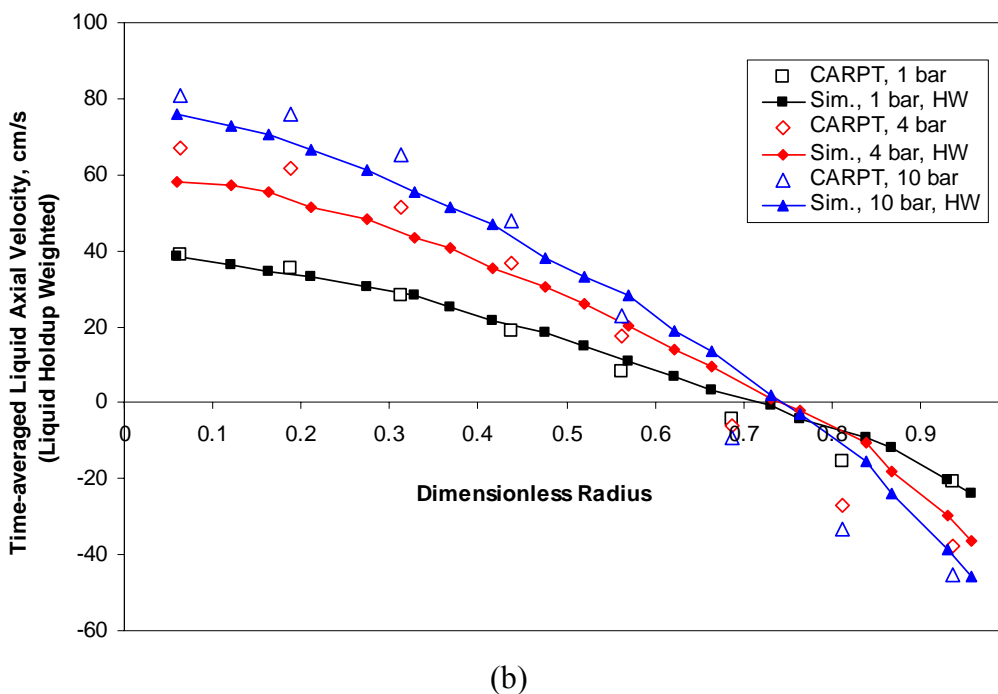 Time-averaged Liquid Axial Velocity, cm/s
(Liquid Holdup Weighted)
100
80
60
40
20
0
-20
-40
-60
0
0.1
0.2
0.3
0.4
0.5
0.6
0.7
0.8
0.9
Dimensionless Radius
CARPT, 1 bar
Sim., 1 bar, HW
CARPT, 4 bar
Sim., 4 bar, HW
CARPT, 10 bar
Sim., 10 bar, HW
(b)